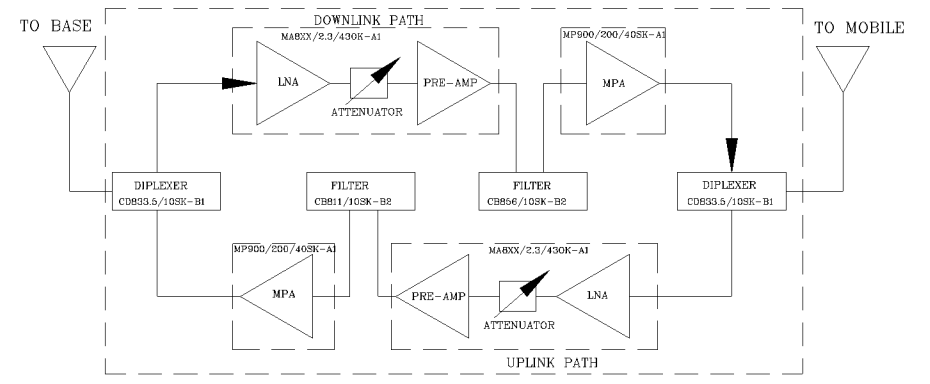 DOWNLINK PATH
TO BASE
TO MOBILE
MA8XX/2.3/430K-A1
MP900/200/40SK-A1
LNA
PRE-AMP
MPA
ATTENUATOR
DIPLEXER
CD833.5/10SK-B1
FILTER
CB811/10SK-B2
FILTER
CB856/10SK-B2
DIPLEXER
CD833.5/10SK-B1
MP900/200/40SK-A1
MA8XX/2.3/430K-A1
MPA
PRE-AMP
LNA
ATTENUATOR
UPLINK PATH